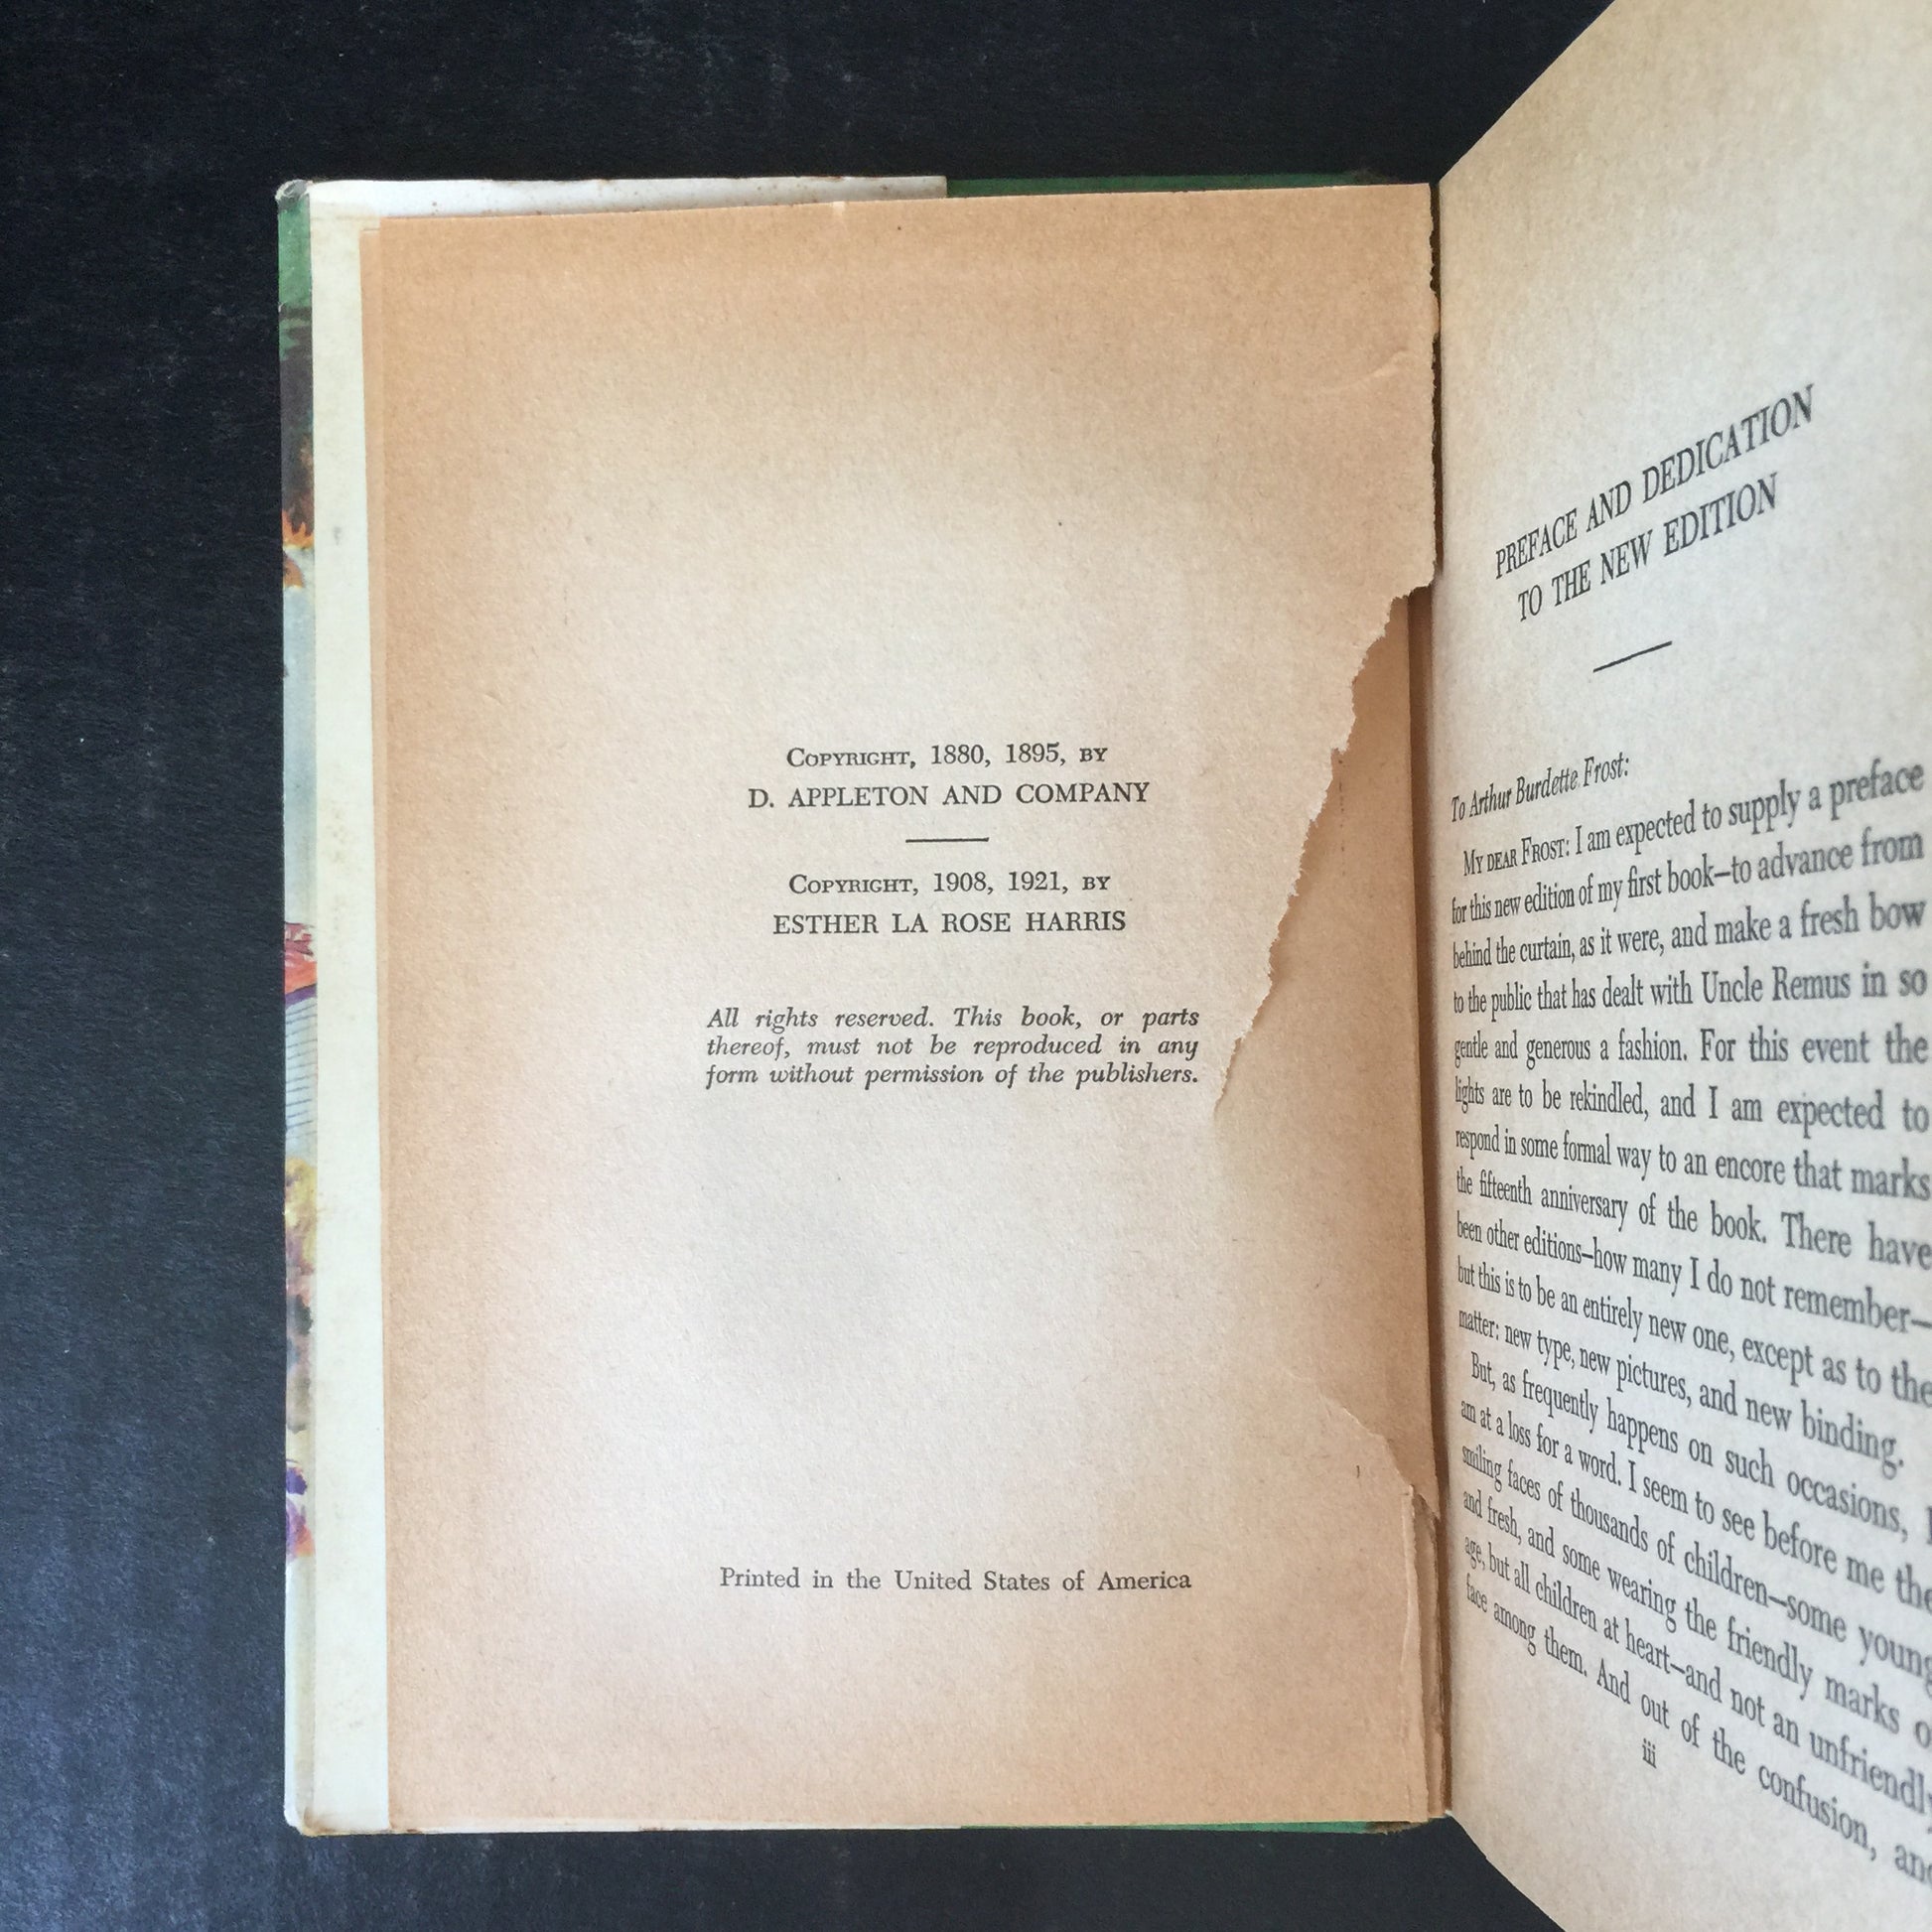 COPYRIGHT, 1880, 1895, BY
D. APPLETON AND COMPANY
COPYRIGHT, 1908, 1921, BY
ESTHER LA ROSE HARRIS
All rights reserved. This book, or parts
thereof, must not be reproduced in any
form without permission of the publishers.
Printed in the United States of America
PREFACE AND DEDICATION
TO THE NEW EDITION
To Arthur Burdette Frost:
MY DEAR FROST: I am expected to supply a preface
for this new edition of my first book—to advance from
behind the curtain, as it were, and make a fresh bow
to the public that has dealt with Uncle Remus in so
gentle and generous a fashion. For this event the
lights are to be rekindled, and I am expected to
respond in some formal way to an encore that marks
the fifteenth anniversary of the book. There have
been other editions—how many I do not remember—
but this is to be an entirely new one, except as to the
matter: new type, new pictures, and new binding.
But, as frequently happens on such occasions, I
am at a loss for a word. I seem to see before me the
smiling faces of thousands of children—some young
and fresh, and some wearing the friendly marks
age, but all children at heart—and not an unfriendly
face among them. And out of the confusion, and
iii